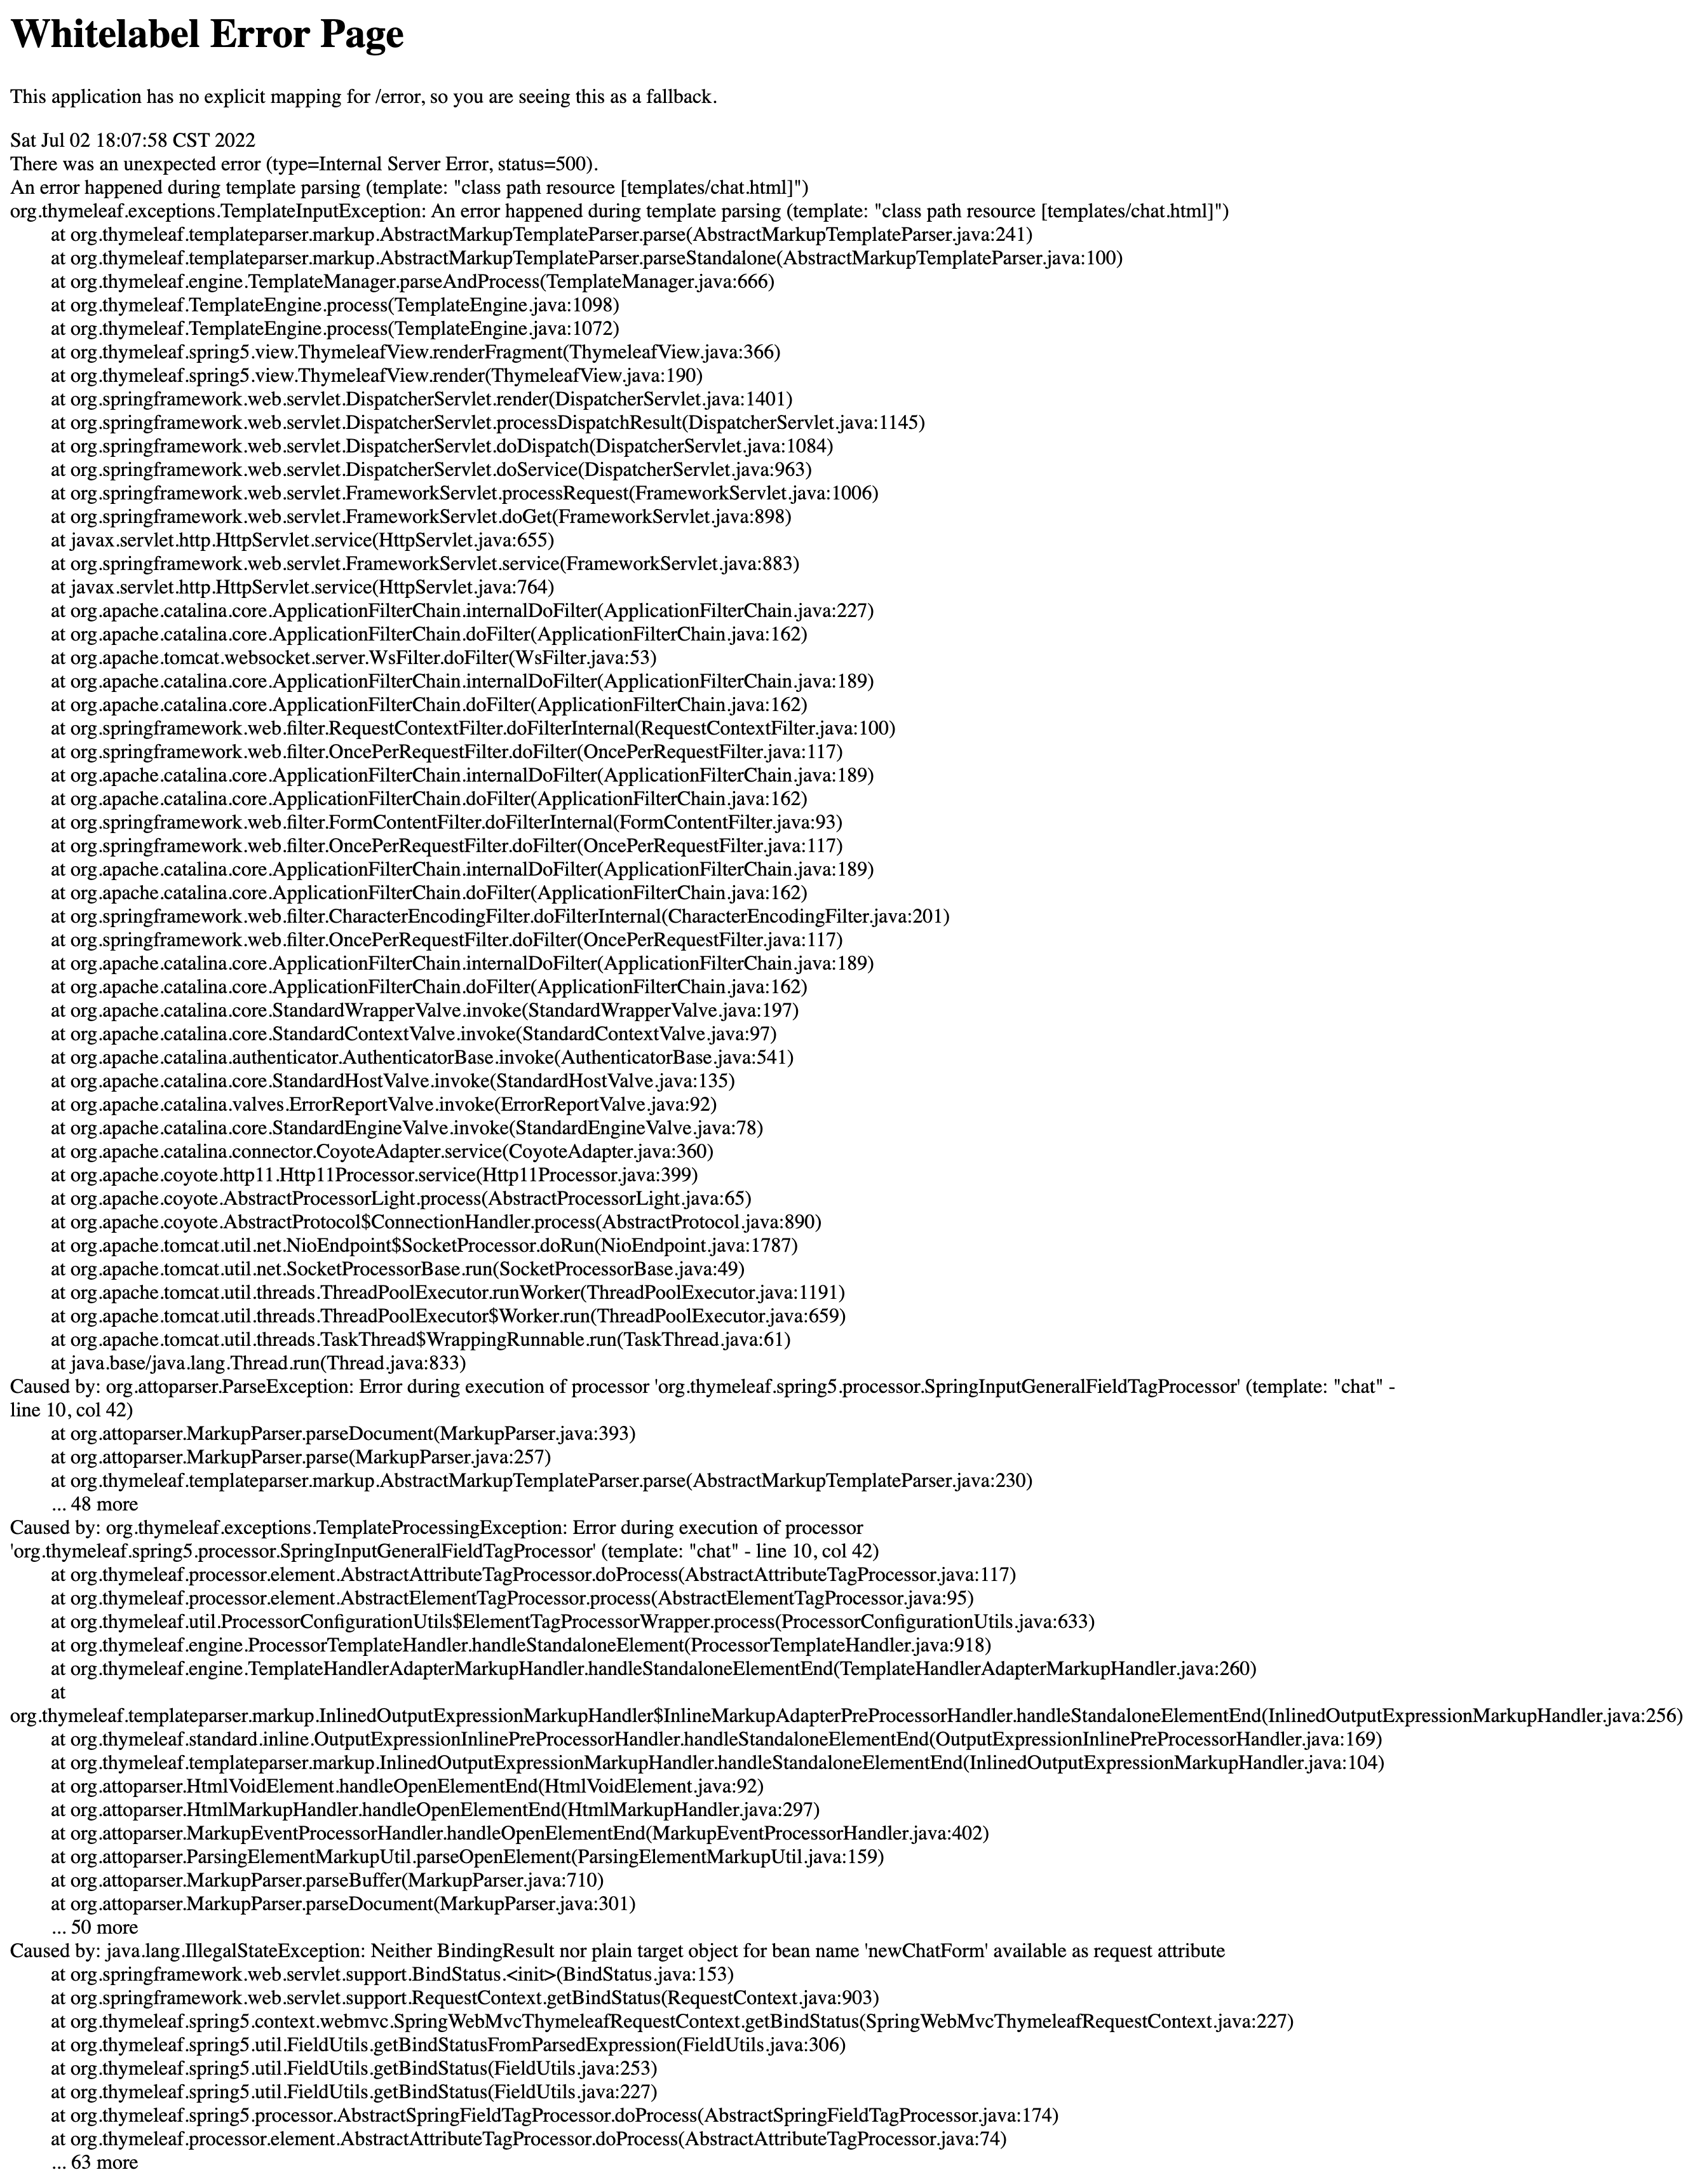 Whitelabel Error Page
This application has no explicit mapping for /error, so you are seeing this as a fallback.
Sat Jul 02 18:07:58 CST 2022
There was an unexpected error (type=Internal Server Error, status=500).
An error happened during template parsing (template: "class path resource [templates/chat.html]")
org.thymeleaf.exceptions.TemplateInputException: An error happened during template parsing (template: "class path resource [templates/chat.html]")
at org.thymeleaf.templateparser.markup.AbstractMarkupTemplateParser.parse(AbstractMarkupTemplateParser.java:241)
at org.thymeleaf.templateparser.markup.AbstractMarkupTemplateParser.parseStandalone(AbstractMarkupTemplateParser.java:100)
at org.thymeleaf.engine.TemplateManager.parseAndProcess(TemplateManager.java:666)
at org.thymeleaf.TemplateEngine.process(TemplateEngine.java:1098)
at org.thymeleaf.TemplateEngine.process(TemplateEngine.java:1072)
at org.thymeleaf.spring5.view.ThymeleafView.renderFragment(ThymeleafView.java:366)
at org.thymeleaf.spring5.view.ThymeleafView.render(ThymeleafView.java:190)
at org.springframework.web.servlet.DispatcherServlet.render(DispatcherServlet.java:1401)
at org.springframework.web.servlet.DispatcherServlet.processDispatchResult(DispatcherServlet.java:1145)
at org.springframework.web.servlet.DispatcherServlet.doDispatch(DispatcherServlet.java:1084)
at org.springframework.web.servlet.DispatcherServlet.doService(DispatcherServlet.java:963)
at org.springframework.web.servlet.FrameworkServlet.processRequest(FrameworkServlet.java:1006)
at org.springframework.web.servlet.FrameworkServlet.doGet(FrameworkServlet.java:898)
at javax.servlet.http.HttpServlet.service(HttpServlet.java:655)
at org.springframework.web.servlet.FrameworkServlet.service(FrameworkServlet.java:883)
at javax.servlet.http.HttpServlet.service(HttpServlet.java:764)
at org.apache.catalina.core.ApplicationFilterChain.internalDoFilter(ApplicationFilterChain.java:227)
at org.apache.catalina.core.ApplicationFilterChain.doFilter(ApplicationFilterChain.java:162)
at org.apache.tomcat.websocket.server.WsFilter.doFilter(WsFilter.java:53)
at org.apache.catalina.core.ApplicationFilterChain.internalDoFilter(ApplicationFilterChain.java:189)
at org.apache.catalina.core.ApplicationFilterChain.doFilter(ApplicationFilterChain.java:162)
at org.springframework.web.filter.RequestContextFilter.doFilterInternal(RequestContextFilter.java:100)
at org.springframework.web.filter.OncePerRequestFilter.doFilter(OncePerRequestFilter.java:117)
at org.apache.catalina.core.ApplicationFilterChain.internalDoFilter(ApplicationFilterChain.java:189)
at org.apache.catalina.core.ApplicationFilterChain.doFilter(ApplicationFilterChain.java:162)
at org.springframework.web.filter.FormContentFilter.doFilterInternal(FormContentFilter.java:93)
at org.springframework.web.filter.OncePerRequestFilter.doFilter(OncePerRequestFilter.java:117)
at org.apache.catalina.core.ApplicationFilterChain.internalDoFilter(ApplicationFilterChain.java:189)
at org.apache.catalina.core.ApplicationFilterChain.doFilter(ApplicationFilterChain.java:162)
at org.springframework.web.filter.CharacterEncodingFilter.doFilterInternal(CharacterEncodingFilter.java:201)
at org.springframework.web.filter.OncePerRequestFilter.doFilter(OncePerRequestFilter.java:117)
at org.apache.catalina.core.ApplicationFilterChain.internalDoFilter(ApplicationFilterChain.java:189)
at org.apache.catalina.core.ApplicationFilterChain.doFilter(ApplicationFilterChain.java:162)
at org.apache.catalina.core.StandardWrapperValve.invoke(StandardWrapperValve.java:197)
at org.apache.catalina.core.StandardContextValve.invoke(StandardContextValve.java:97)
at org.apache.catalina.authenticator.AuthenticatorBase.invoke(AuthenticatorBase.java:541)
at org.apache.catalina.core.StandardHostValve.invoke(StandardHostValve.java:135)
at org.apache.catalina.valves.ErrorReportValve.invoke(ErrorReportValve.java:92)
at org.apache.catalina.core.StandardEngineValve.invoke(StandardEngineValve.java:78)
at org.apache.catalina.connector.CoyoteAdapter.service(CoyoteAdapter.java:360)
at org.apache.coyote.http11.Http11Processor.service(Http11Processor.java:399)
at org.apache.coyote.AbstractProcessorLight.process(AbstractProcessorLight.java:65)
at org.apache.coyote.AbstractProtocol$ConnectionHandler.process(AbstractProtocol.java:890)
at org.apache.tomcat.util.net.NioEndpoint$SocketProcessor.doRun(NioEndpoint.java:1787)
at org.apache.tomcat.util.net.SocketProcessorBase.run(SocketProcessorBase.java:49)
at org.apache.tomcat.util.threads.ThreadPoolExecutor.runWorker(ThreadPoolExecutor.java:1191)
at org.apache.tomcat.util.threads.ThreadPoolExecutor$Worker.run(ThreadPoolExecutor.java:659)
at org.apache.tomcat.util.threads.TaskThread$WrappingRunnable.run(TaskThread.java:61)
at java.base/java.lang.Thread.run(Thread.java:833)
Caused by: org.attoparser.ParseException: Error during execution of processor 'org.thymeleaf.spring5.processor.SpringInputGeneralFieldTagProcessor' (template: "chat" -
line 10, col 42)
at org.attoparser.MarkupParser.parseDocument(MarkupParser.java:393)
at org.attoparser.MarkupParser.parse(MarkupParser.java:257)
at org.thymeleaf.templateparser.markup.AbstractMarkupTemplateParser.parse(AbstractMarkupTemplateParser.java:230)
... 48 more
Caused by: org.thymeleaf.exceptions.TemplateProcessingException: Error during execution of processor
'org.thymeleaf.spring5.processor.SpringInputGeneralFieldTagProcessor' (template: "chat" - line 10, col 42)
at org.thymeleaf.processor.element.AbstractAttributeTagProcessor.doProcess(AbstractAttributeTagProcessor.java:117)
at org.thymeleaf.processor.element.AbstractElementTagProcessor.process(AbstractElementTagProcessor.java:95)
at org.thymeleaf.util.ProcessorConfigurationUtils$ElementTagProcessorWrapper.process(ProcessorConfigurationUtils.java:633)
at org.thymeleaf.engine.ProcessorTemplateHandler.handleStandaloneElement(ProcessorTemplateHandler.java:918)
at org.thymeleaf.engine.TemplateHandlerAdapterMarkupHandler.handleStandaloneElementEnd(TemplateHandlerAdapterMarkupHandler.java:260)
at
org.thymeleaf.templateparser.markup.InlinedOutputExpressionMarkupHandler$InlineMarkupAdapterPreProcessorHandler.handleStandaloneElementEnd(InlinedOutputExpressionMarkupHandler.java:256)
at org.thymeleaf.standard.inline.OutputExpressionInlinePreProcessorHandler.handleStandaloneElementEnd(OutputExpressionInlinePreProcessorHandler.java:169)
at org.thymeleaf.templateparser.markup.InlinedOutputExpressionMarkupHandler.handleStandaloneElementEnd(InlinedOutputExpressionMarkupHandler.java:104)
at org.attoparser.HtmlVoidElement.handleOpenElementEnd(HtmlVoidElement.java:92)
at org.attoparser.HtmlMarkupHandler.handleOpenElementEnd(HtmlMarkupHandler.java:297)
at org.attoparser.MarkupEventProcessorHandler.handleOpenElementEnd(MarkupEventProcessorHandler.java:402)
at org.attoparser.ParsingElementMarkupUtil.parseOpenElement(ParsingElementMarkupUtil.java:159)
at org.attoparser.MarkupParser.parseBuffer(MarkupParser.java:710)
at org.attoparser.MarkupParser.parseDocument(MarkupParser.java:301)
... 50 more
Caused by: java.lang.IllegalStateException: Neither BindingResult nor plain target object for bean name 'newChatForm' available as request attribute
at org.springframework.web.servlet.support.BindStatus.<init>(BindStatus.java:153)
at org.springframework.web.servlet.support.RequestContext.getBindStatus(RequestContext.java:903)
at org.thymeleaf.spring5.context.webmvc.SpringWebMvcThymeleafRequestContext.getBindStatus(SpringWebMvcThymeleafRequestContext.java:227)
at org.thymeleaf.spring5.util.FieldUtils.getBindStatusFromParsedExpression(FieldUtils.java:306)
at org.thymeleaf.spring5.util.FieldUtils.getBindStatus(FieldUtils.java:253)
at org.thymeleaf.spring5.util.FieldUtils.getBindStatus(FieldUtils.java:227)
at org.thymeleaf.spring5.processor.AbstractSpringFieldTagProcessor.doProcess(AbstractSpringFieldTagProcessor.java:174)
at org.thymeleaf.processor.element.AbstractAttributeTagProcessor.doProcess(AbstractAttributeTagProcessor.java:74)
... 63 more